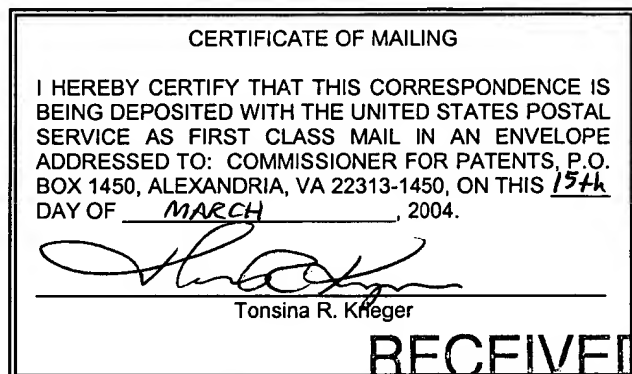 CERTIFICATE OF MAILING
I HEREBY CERTIFY THAT THIS CORRESPONDENCE IS
BEING DEPOSITED WITH THE UNITED STATES POSTAL
SERVICE AS FIRST CLASS MAIL IN AN ENVELOPE
ADDRESSED TO: COMMISSIONER FOR PATENTS, P.O.
BOX 1450, ALEXANDRIA, VA 22313-1450, ON THIS 15th
DAY OF MARCH, 2004.
Tonsina R. Krieger
RECEIVED